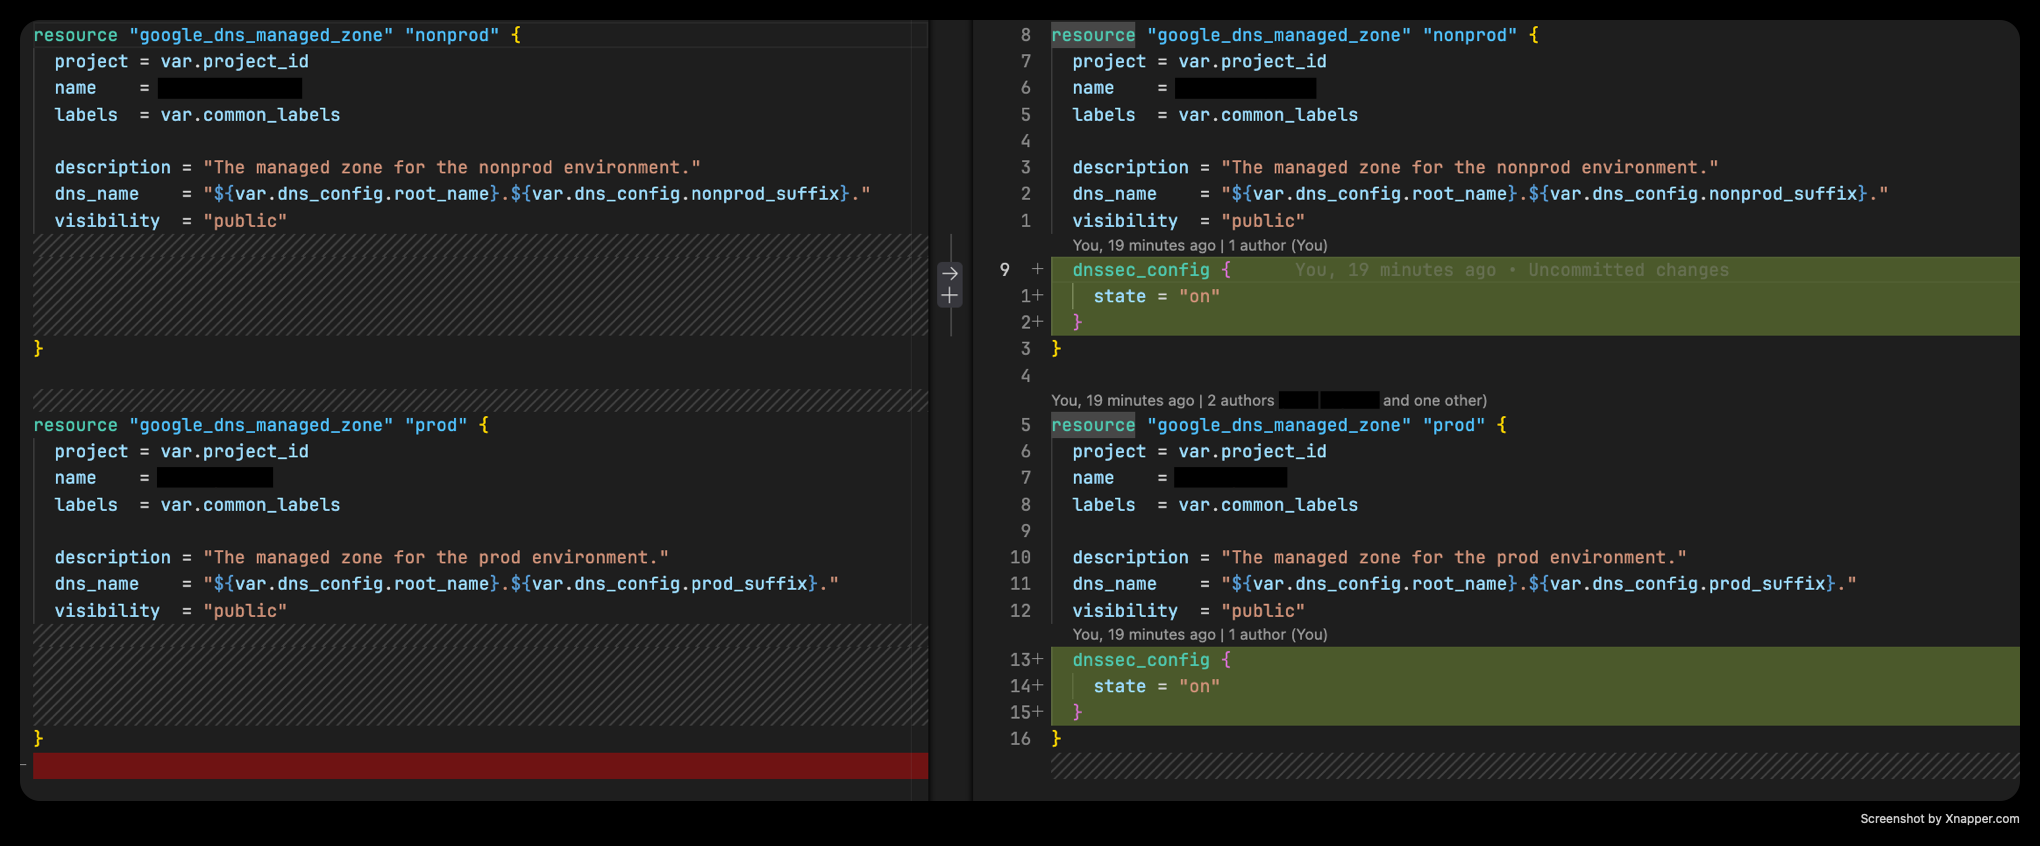 resource "google_dns_managed_zone" "nonprod" {
project = var.project_id
name =
labels = var.common_labels
description = "The managed zone for the nonprod environment."
dns_name = "${var.dns_config.root_name}.${var.dns_config.nonprod_suffix}."
visibility = "public"
}
resource "google_dns_managed_zone" "prod" {
project = var.project_id
name =
labels = var.common_labels
description = "The managed zone for the prod environment."
dns_name = "${var.dns_config.root_name}.${var.dns_config.prod_suffix}."
visibility = "public"
}
8 resource "google_dns_managed_zone" "nonprod" {
7 project = var.project_id
6 name =
5 labels = var.common_labels
4
3 description = "The managed zone for the nonprod environment."
2 dns_name = "${var.dns_config.root_name}.${var.dns_config.nonprod_suffix}."
1 visibility = "public"
You, 19 minutes ago | 1 author (You)
9 + dnssec_config { You, 19 minutes ago • Uncommitted changes
1+ state = "on"
2+ }
3 }
4
You, 19 minutes ago | 2 authors and one other)
5 resource "google_dns_managed_zone" "prod" {
6 project = var.project_id
7 name =
8 labels = var.common_labels
9
10 description = "The managed zone for the prod environment."
11 dns_name = "${var.dns_config.root_name}.${var.dns_config.prod_suffix}."
12 visibility = "public"
You, 19 minutes ago | 1 author (You)
13+ dnssec_config {
14+ state = "on"
15+ }
16 }
Screenshot by Xnapper.com